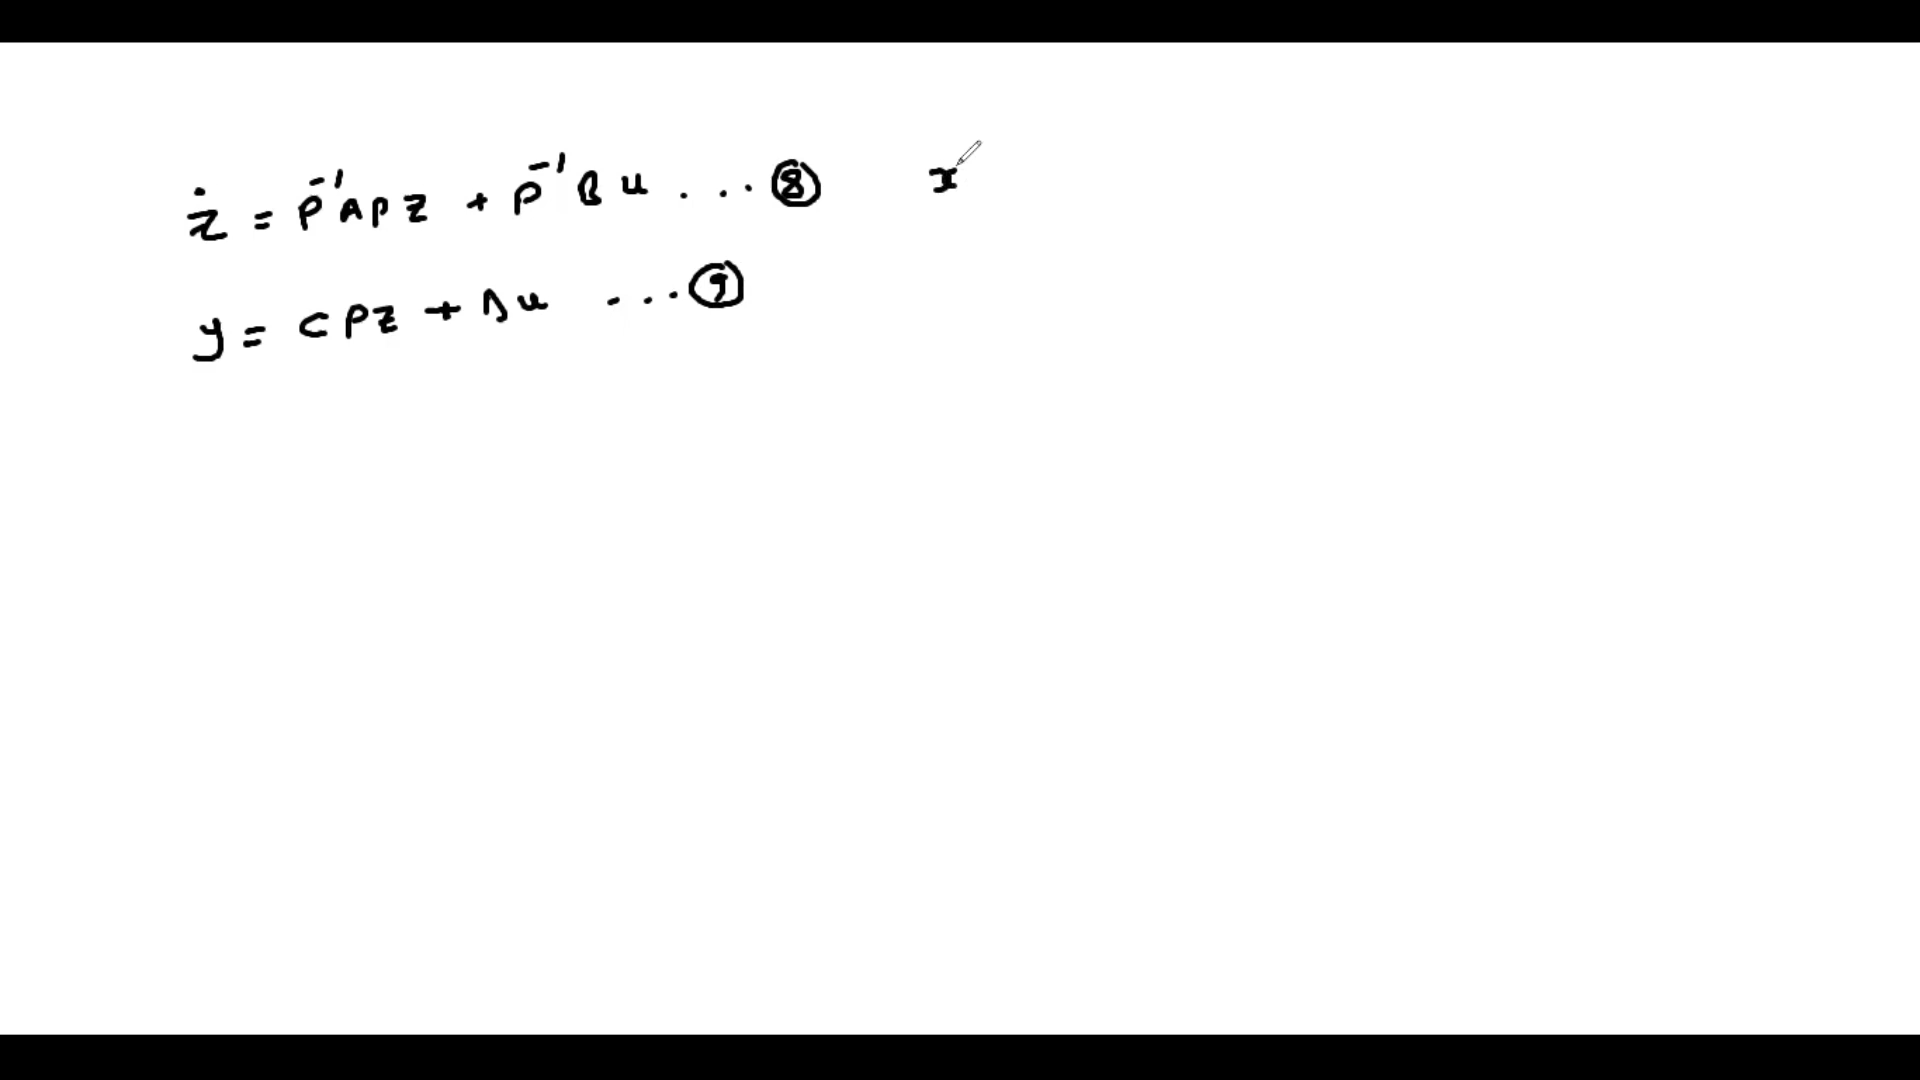 ż = P⁻¹APz + P⁻¹Bu ... ⑧ x
y = CPz + Du ... ⑨